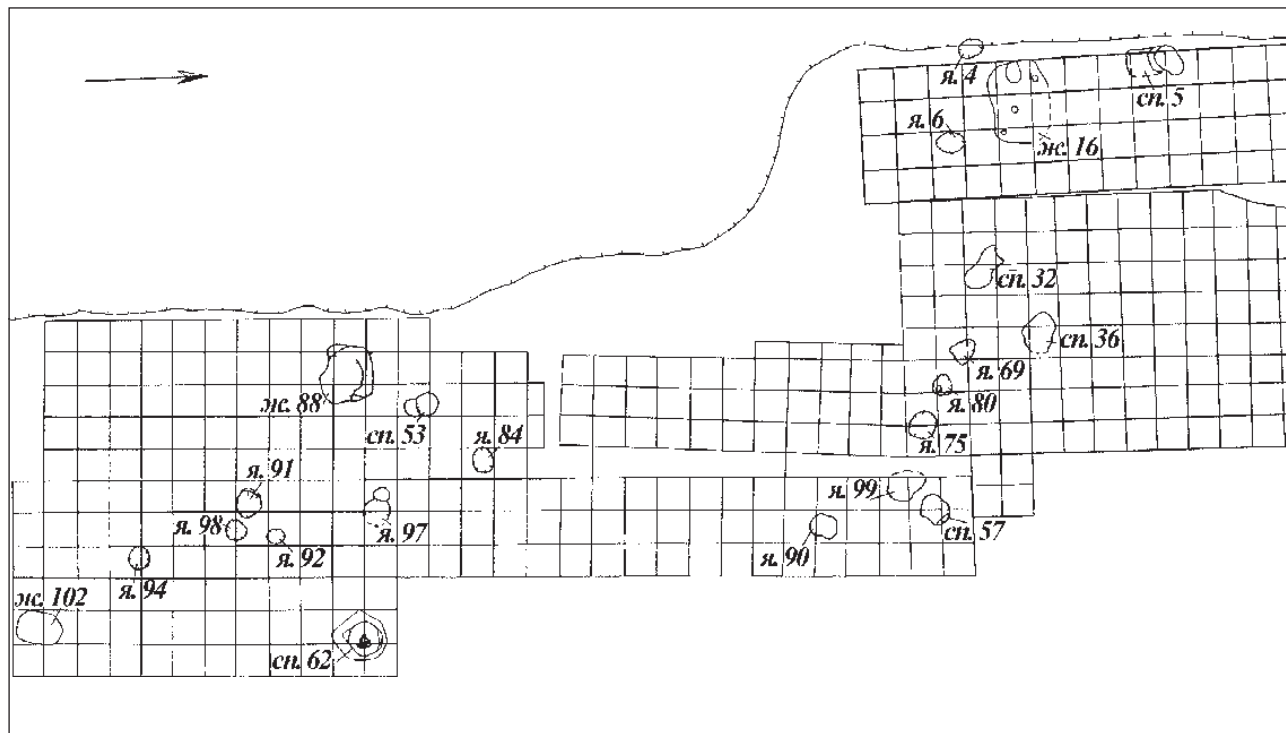 я. 4
сп. 5
я. 6
ж. 16
сп. 32
сп. 36
я. 69
ж. 88
я. 80
сп. 53
я. 84
я. 75
я. 91
я. 99
я. 98
я. 97
сп. 57
я. 92
я. 90
я. 94
ж. 102
сп. 62